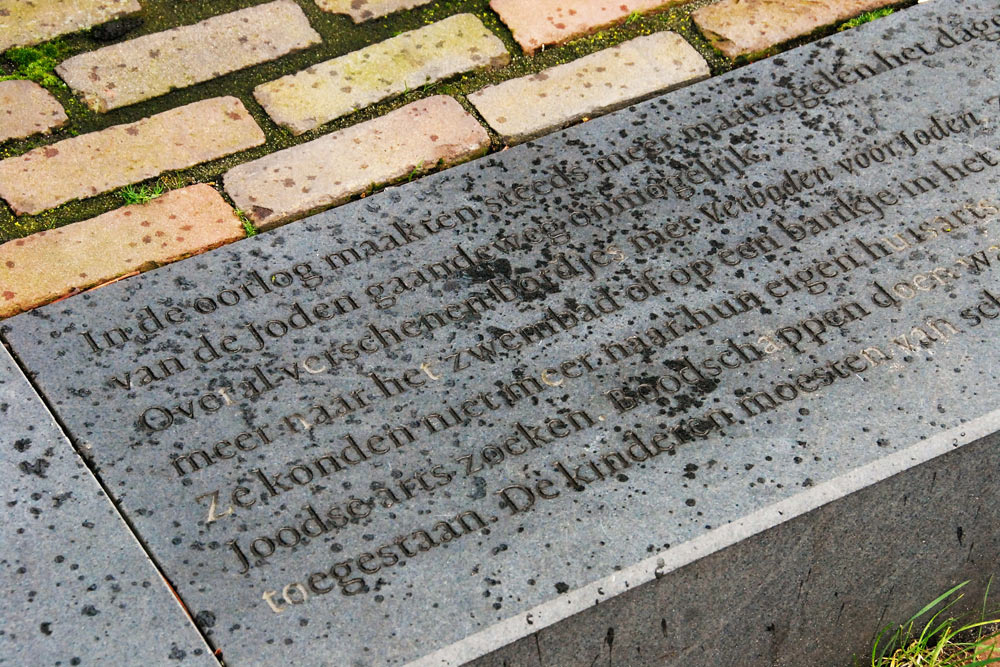 In de oorlog maakten steeds meer maatregelen het dag
van de Joden gaandeweg onmogelijk.
Overal verschenen bordjes met Verboden voor Joden,
meer naar het zwembad of op een bankje in het
Ze konden niet meer naar hun eigen huisarts
Joodse arts zoeken. Boodschappen doen
toegestaan. De kinderen moesten van